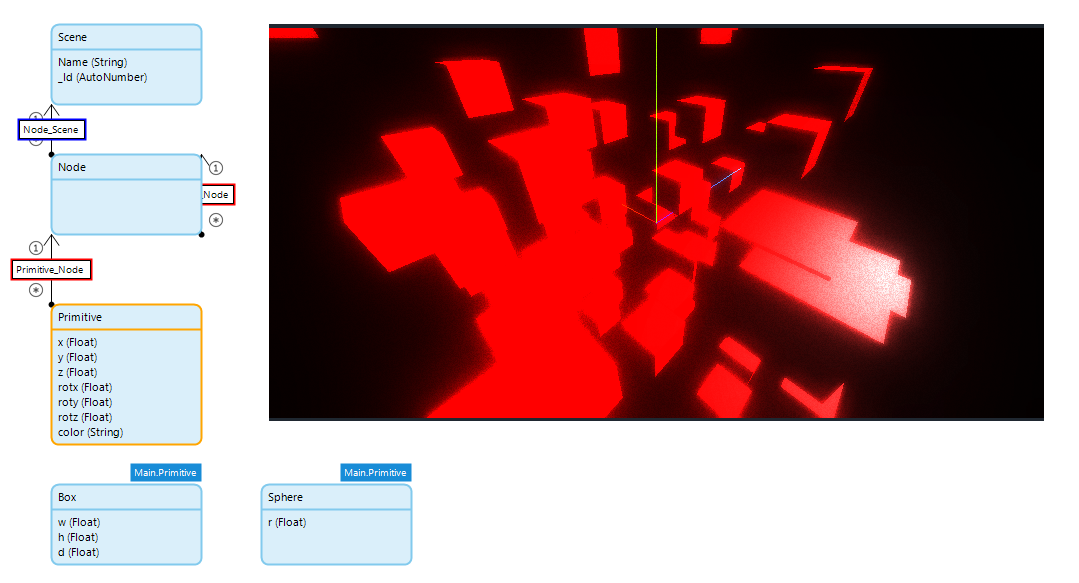 Scene
Name (String)
_Id (AutoNumber)
1
Node_Scene
Node
1
_Node
*
1
Primitive_Node
*
Primitive
x (Float)
y (Float)
z (Float)
rotx (Float)
roty (Float)
rotz (Float)
color (String)
Main.Primitive
Box
w (Float)
h (Float)
d (Float)
Main.Primitive
Sphere
r (Float)